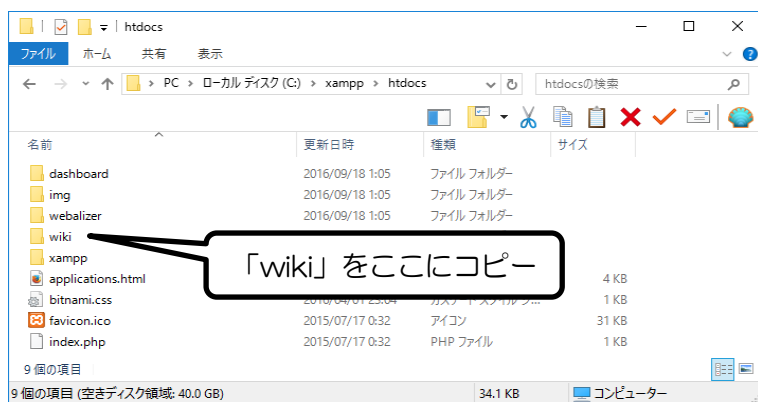 htdocs
ファイル ホーム 共有 表示
PC > ローカル ディスク (C:) > xampp > htdocs htdocsの検索
名前 更新日時 種類 サイズ
dashboard 2016/09/18 1:05 ファイル フォルダー
img 2016/09/18 1:05 ファイル フォルダー
webalizer 2016/09/18 1:05 ファイル フォルダー
wiki
「wiki」をここにコピー
xampp
applications.html 4 KB
bitnami.css 1 KB
favicon.ico 2015/07/17 0:32 アイコン 31 KB
index.php 2015/07/17 0:32 PHP ファイル 1 KB
9 個の項目
9 個の項目 (空きディスク領域: 40.0 GB) 34.1 KB コンピューター